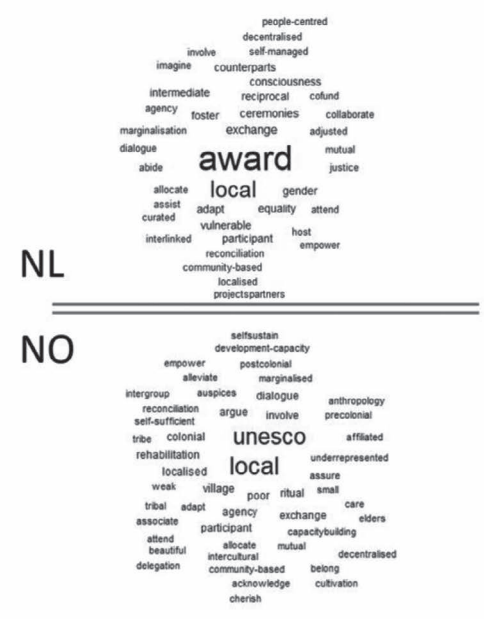 people-centred
decentralised
involve self-managed
imagine counterparts
consciousness
intermediate reciprocal cofund
agency foster ceremonies collaborate
marginalisation exchange adjusted
dialogue award mutual
abide justice
allocate local gender
assist adapt equality attend
curated
vulnerable host
interlinked participant empower
reconciliation
community-based
NL
localised
projectspartners
NO
selfsustain
development-capacity
empower postcolonial
alleviate marginalised
intergroup auspices dialogue anthropology
reconciliation argue involve precolonial
self-sufficient
tribe colonial unesco affiliated
rehabilitation local underrepresented
localised assure
weak village poor ritual small
tribal adapt agency exchange care
associate participant elders
attend capacitybuilding
beautiful allocate mutual
intercultural decentralised
delegation community-based belong
acknowledge cultivation
cherish